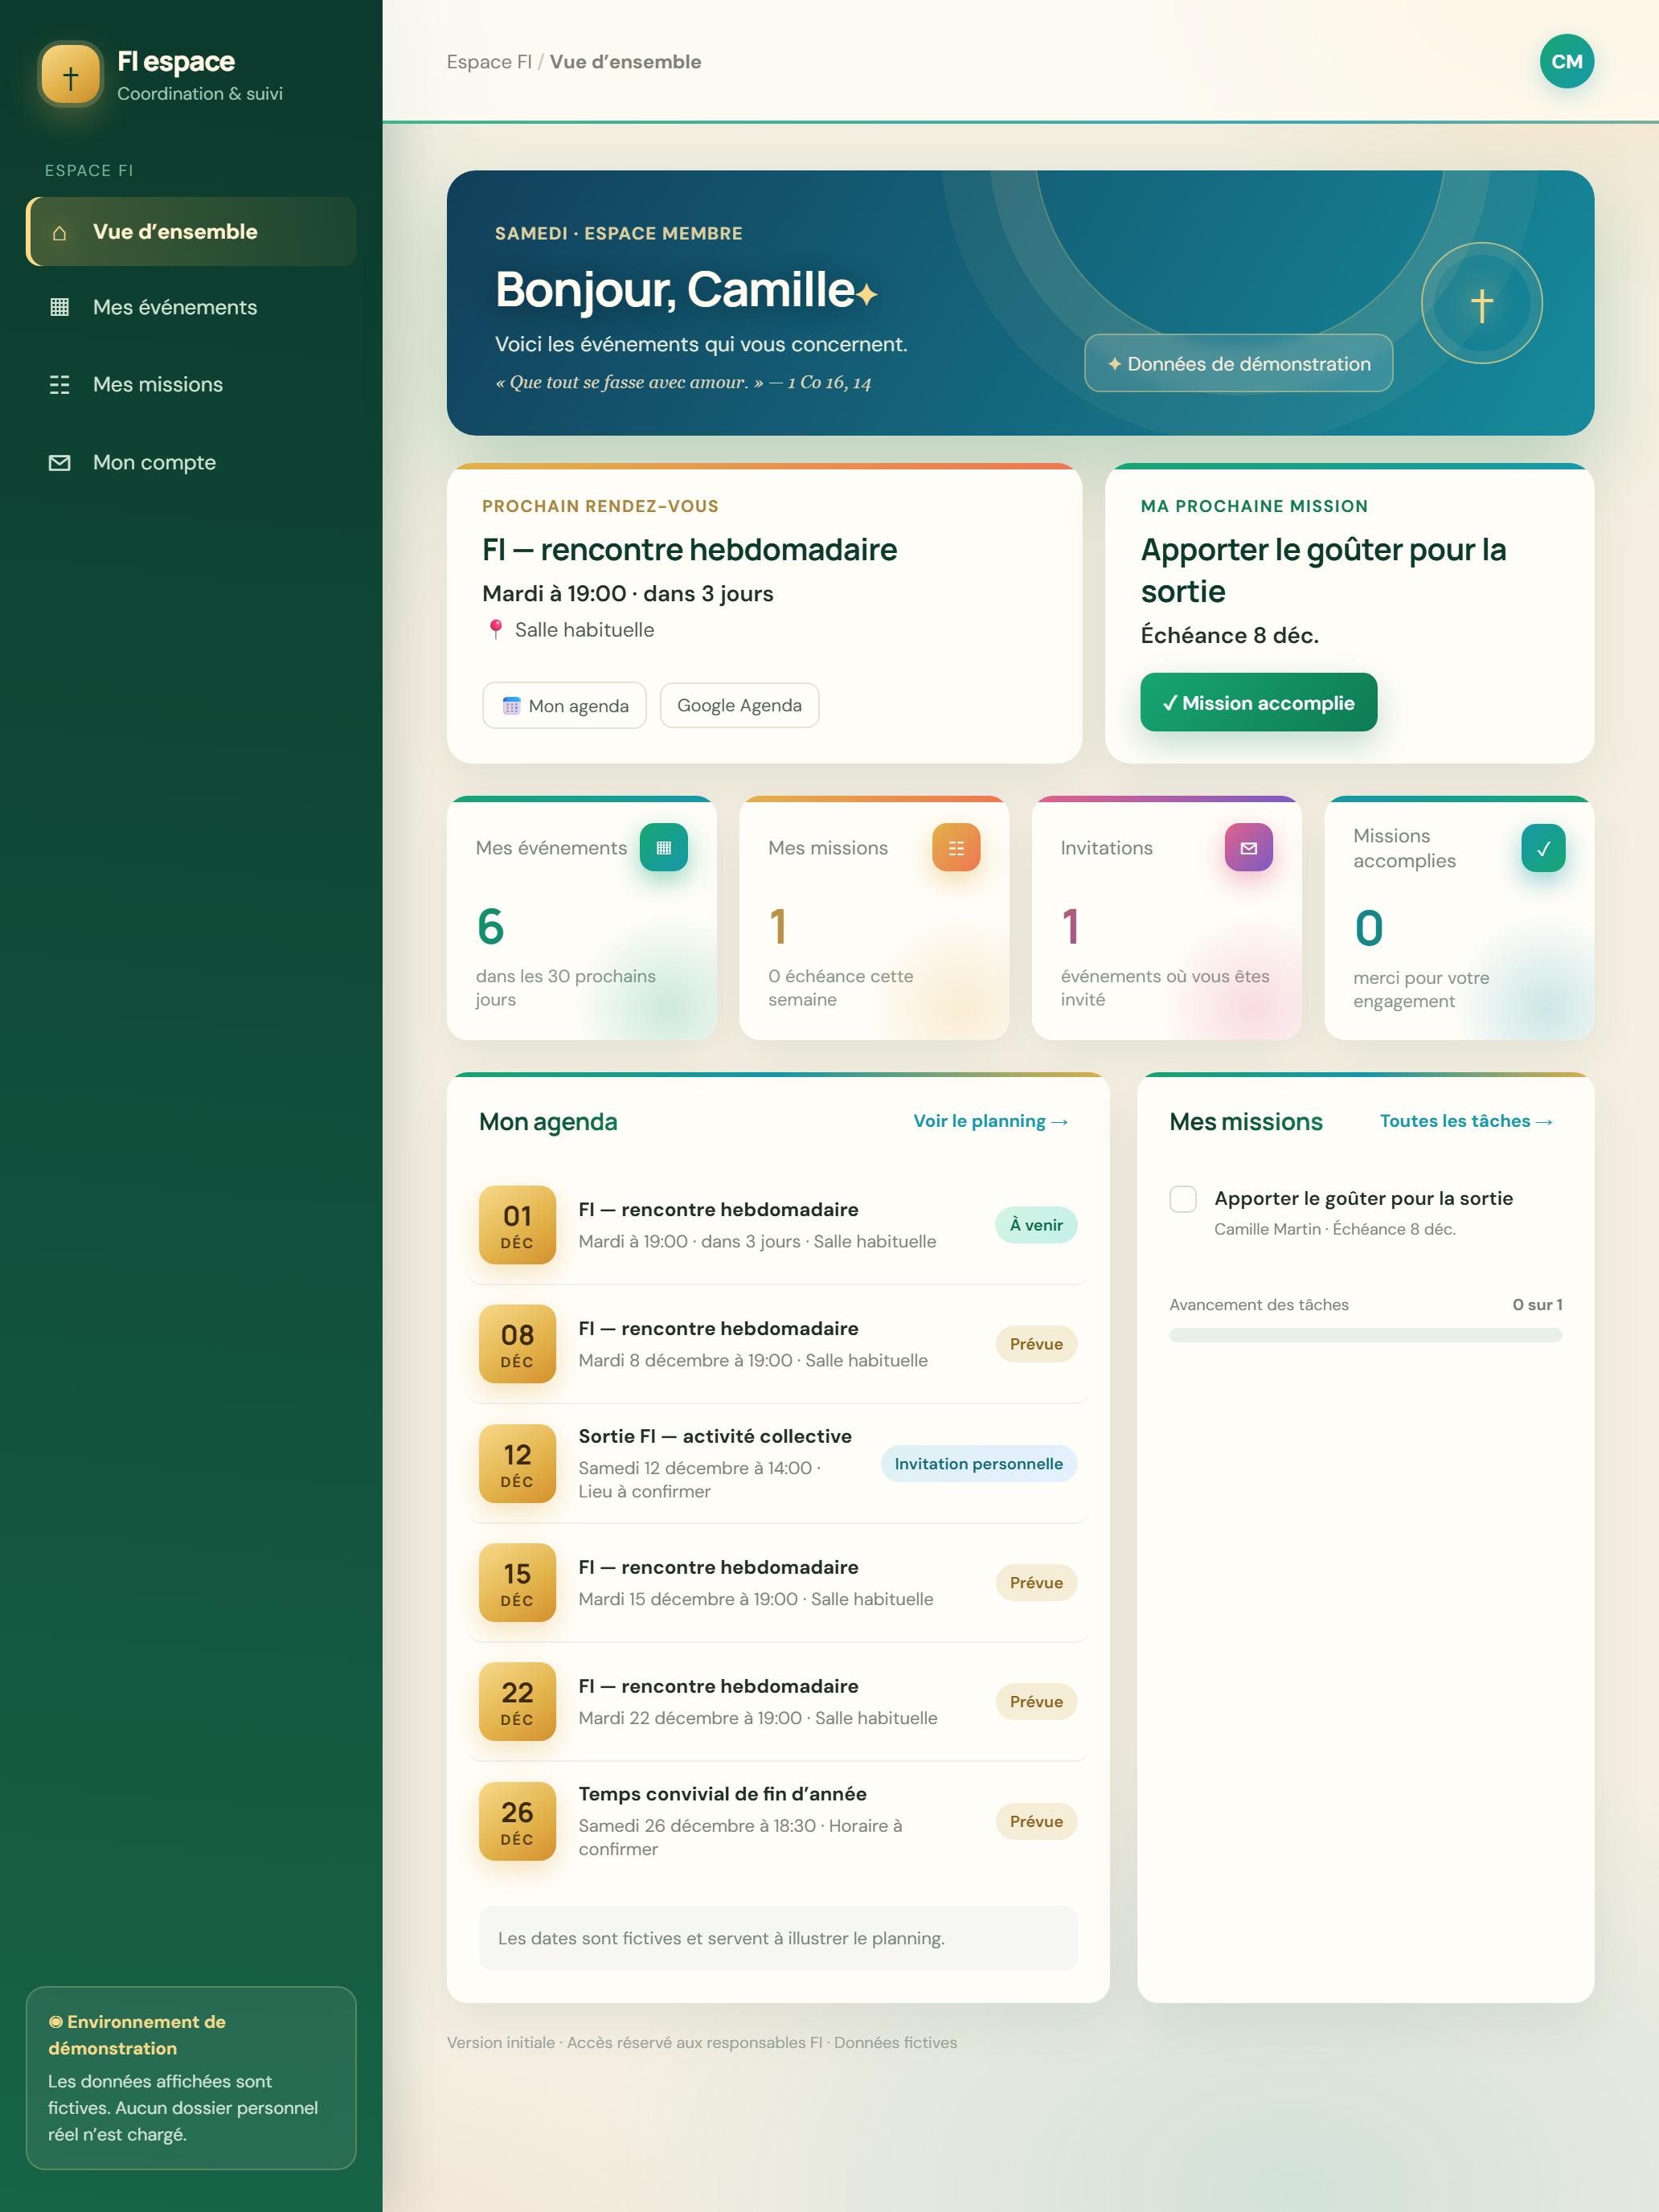 FI espace
Coordination & suivi
ESPACE FI
Vue d’ensemble
Mes événements
Mes missions
Mon compte
◉ Environnement de
démonstration
Les données affichées sont
fictives. Aucun dossier personnel
réel n’est chargé.
Espace FI / Vue d’ensemble
CM
SAMEDI · ESPACE MEMBRE
Bonjour, Camille✦
Voici les événements qui vous concernent.
« Que tout se fasse avec amour. » — 1 Co 16, 14
✦ Données de démonstration
PROCHAIN RENDEZ-VOUS
FI — rencontre hebdomadaire
Mardi à 19:00 · dans 3 jours
📍 Salle habituelle
Mon agenda
Google Agenda
MA PROCHAINE MISSION
Apporter le goûter pour la
sortie
Échéance 8 déc.
✓ Mission accomplie
Mes événements
6
dans les 30 prochains
jours
Mes missions
1
0 échéance cette
semaine
Invitations
1
événements où vous êtes
invité
Missions
accomplies
✓
0
merci pour votre
engagement
Mon agenda
Voir le planning →
01
DÉC
FI — rencontre hebdomadaire
Mardi à 19:00 · dans 3 jours · Salle habituelle
À venir
08
DÉC
FI — rencontre hebdomadaire
Mardi 8 décembre à 19:00 · Salle habituelle
Prévue
12
DÉC
Sortie FI — activité collective
Samedi 12 décembre à 14:00 ·
Lieu à confirmer
Invitation personnelle
15
DÉC
FI — rencontre hebdomadaire
Mardi 15 décembre à 19:00 · Salle habituelle
Prévue
22
DÉC
FI — rencontre hebdomadaire
Mardi 22 décembre à 19:00 · Salle habituelle
Prévue
26
DÉC
Temps convivial de fin d’année
Samedi 26 décembre à 18:30 · Horaire à
confirmer
Prévue
Les dates sont fictives et servent à illustrer le planning.
Mes missions
Toutes les tâches →
Apporter le goûter pour la sortie
Camille Martin · Échéance 8 déc.
Avancement des tâches
0 sur 1
Version initiale · Accès réservé aux responsables FI · Données fictives